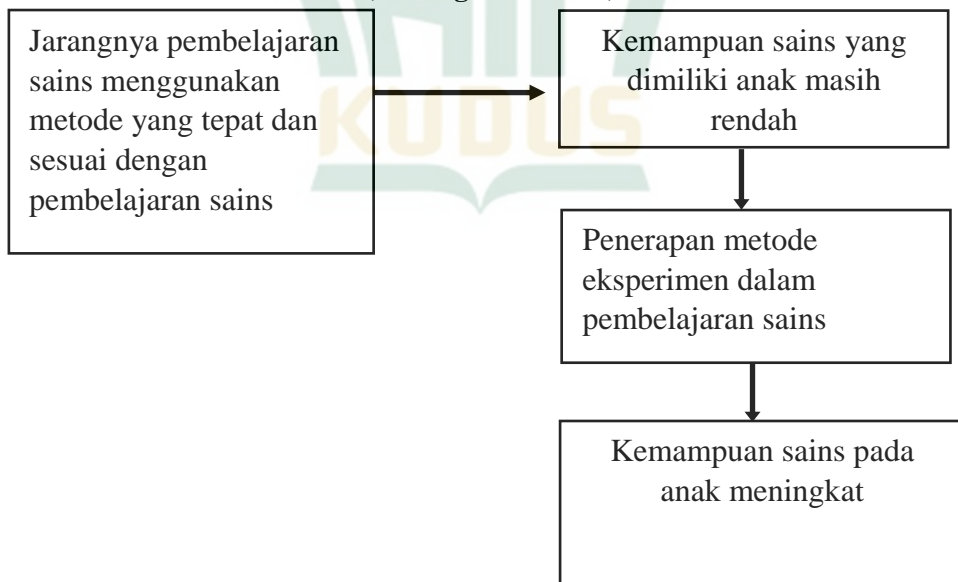 Jarangnya pembelajaran
sains menggunakan
metode yang tepat dan
sesuai dengan
pembelajaran sains
Kemampuan sains yang
dimiliki anak masih
rendah
KUDUS
Penerapan metode
eksperimen dalam
pembelajaran sains
Kemampuan sains pada
anak meningkat